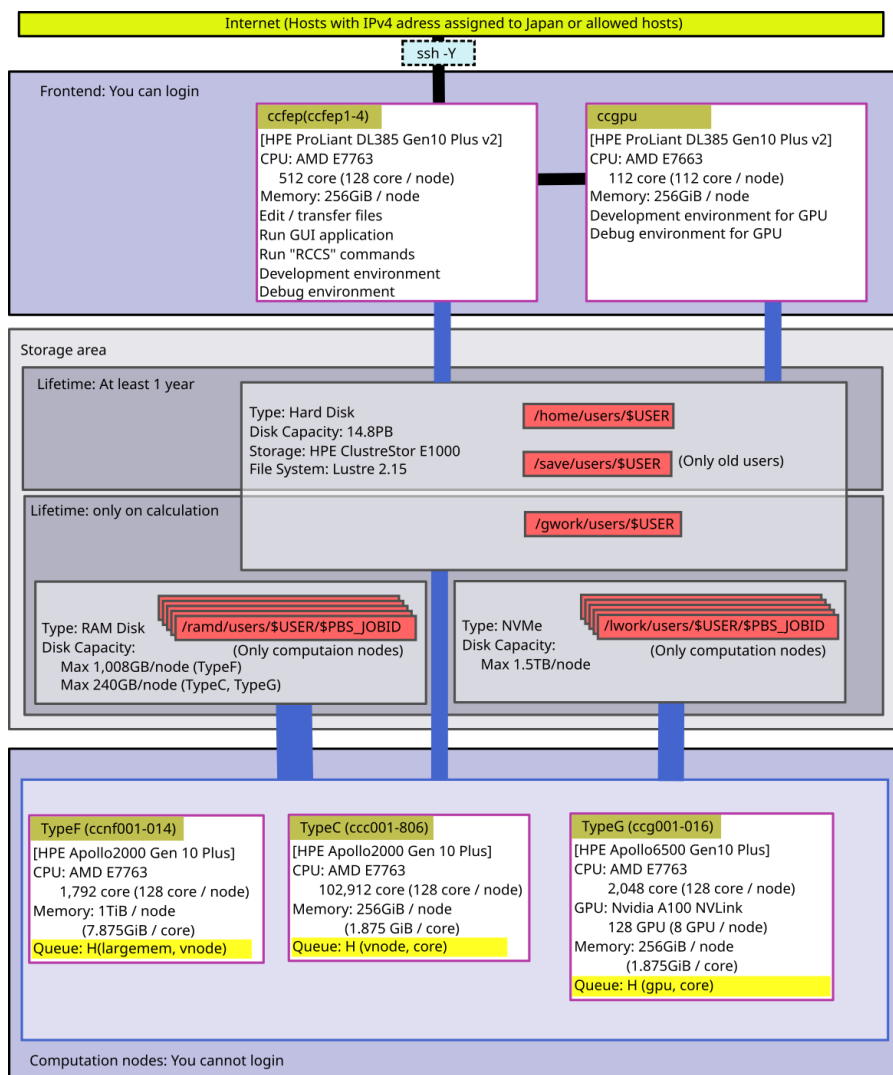 Internet (Hosts with IPv4 adress assigned to Japan or allowed hosts)
ssh -Y
Frontend: You can login
ccfep(ccfep1-4)
[HPE ProLiant DL385 Gen10 Plus v2]
CPU: AMD E7763
512 core (128 core / node)
Memory: 256GiB / node
Edit / transfer files
Run GUI application
Run "RCCS" commands
Development environment
Debug environment
ccgpu
[HPE ProLiant DL385 Gen10 Plus v2]
CPU: AMD E7663
112 core (112 core / node)
Memory: 256GiB / node
Development environment for GPU
Debug environment for GPU
Storage area
Lifetime: At least 1 year
Type: Hard Disk
Disk Capacity: 14.8PB
Storage: HPE ClustreStor E1000
File System: Lustre 2.15
/home/users/$USER
/save/users/$USER (Only old users)
Lifetime: only on calculation
/gwork/users/$USER
/ramd/users/$USER/$PBS_JOBID
Type: RAM Disk
Disk Capacity: (Only computaion nodes)
Max 1,008GB/node (TypeF)
Max 240GB/node (TypeC, TypeG)
/lwork/users/$USER/$PBS_JOBID
Type: NVMe
Disk Capacity: (Only computation nodes)
Max 1.5TB/node
TypeF (ccnf001-014)
[HPE Apollo2000 Gen 10 Plus]
CPU: AMD E7763
1,792 core (128 core / node)
Memory: 1TiB / node
(7.875GiB / core)
Queue: H(largemem, vnode)
TypeC (ccc001-806)
[HPE Apollo2000 Gen 10 Plus]
CPU: AMD E7763
102,912 core (128 core / node)
Memory: 256GiB / node
(1.875 GiB / core)
Queue: H (vnode, core)
TypeG (ccg001-016)
[HPE Apollo6500 Gen10 Plus]
CPU: AMD E7763
2,048 core (128 core / node)
GPU: Nvidia A100 NVLink
128 GPU (8 GPU / node)
Memory: 256GiB / node
(1.875GiB / core)
Queue: H (gpu, core)
Computation nodes: You cannot login